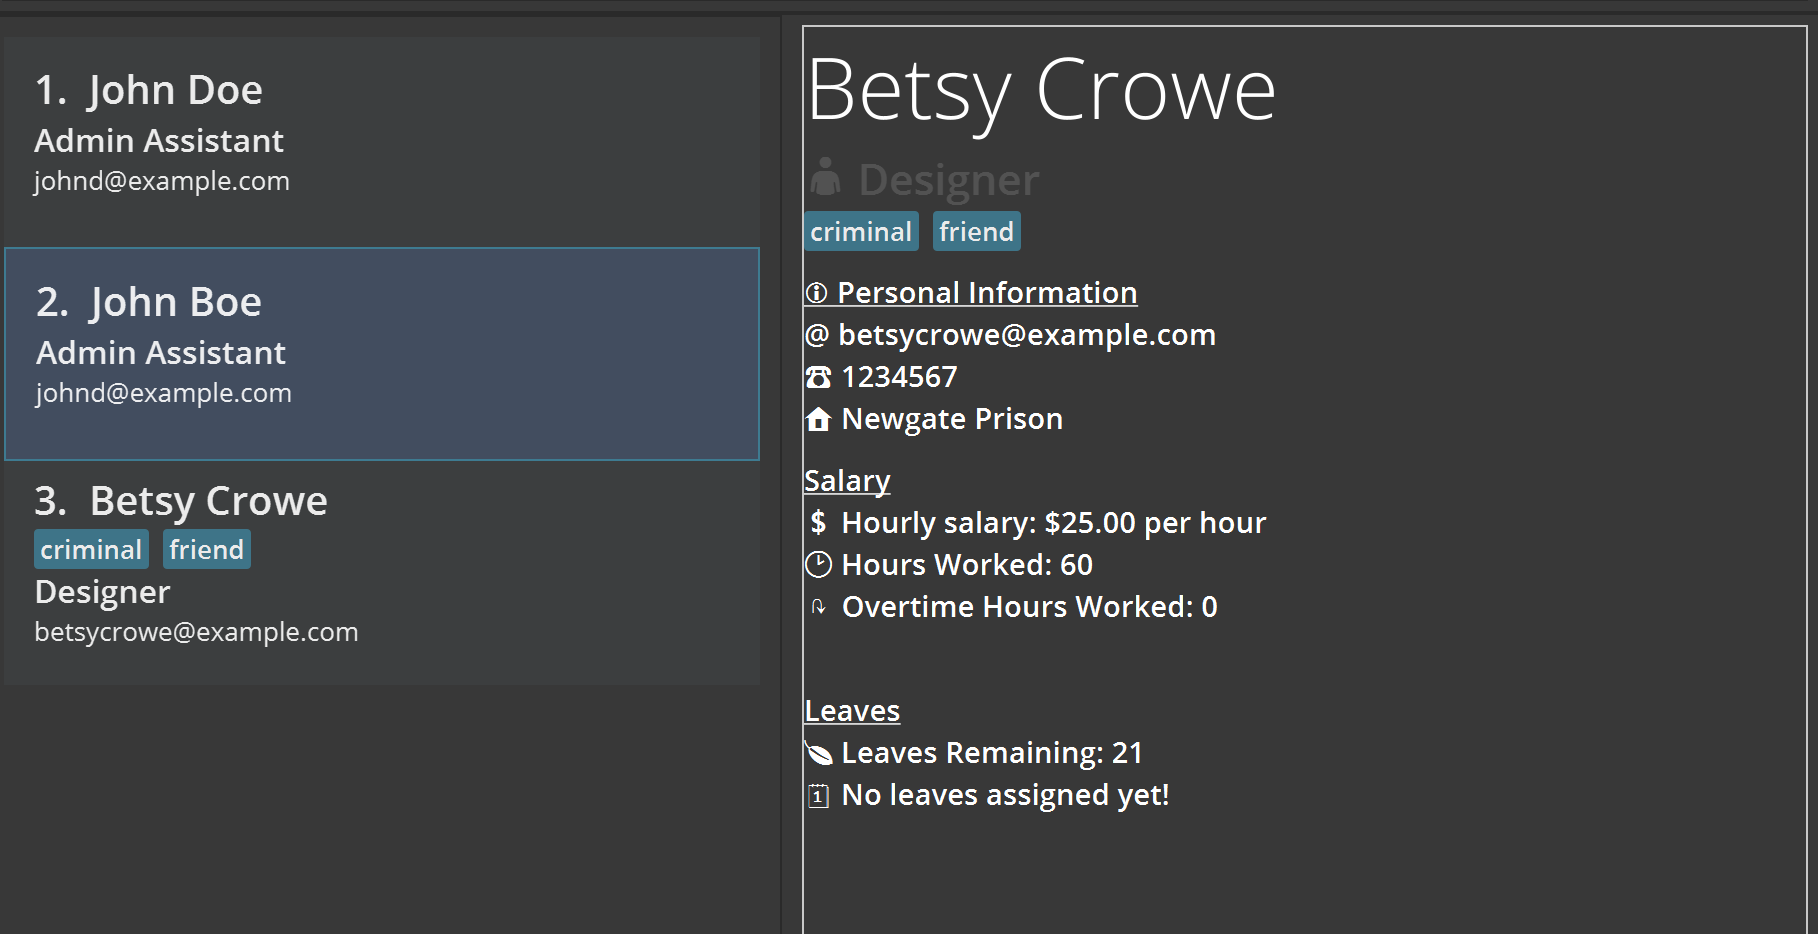 1. John Doe
Admin Assistant
johnd@example.com
2. John Boe
Admin Assistant
johnd@example.com
3. Betsy Crowe
criminal friend
Designer
betsycrowe@example.com
Betsy Crowe
Designer
criminal friend
Personal Information
@ betsycrowe@example.com
1234567
Newgate Prison
Salary
$ Hourly salary: $25.00 per hour
Hours Worked: 60
Overtime Hours Worked: 0
Leaves
Leaves Remaining: 21
1 No leaves assigned yet!